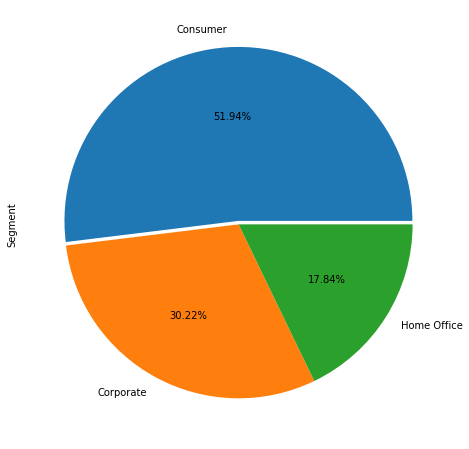 Consumer
51.94%
Segment
17.84%
30.22%
Home Office
Corporate